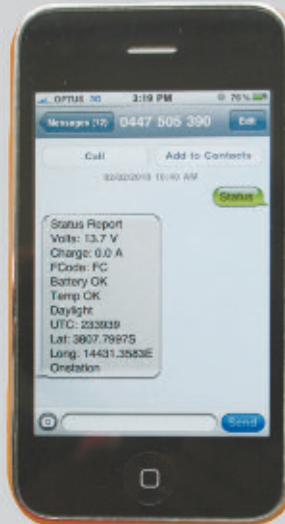 OPTUS 3G 3:19 PM 76%
Messages (12) 0447 505 390 Edit
Call Add to Contacts
02/02/2010 10:40 AM
Status
Status Report
Volts: 13.7 V
Charge: 0.0 A
FCode: FC
Battery OK
Temp OK
Daylight
UTC: 233939
Lat: 3807.7997S
Long: 14431.3583E
Onstation
Send